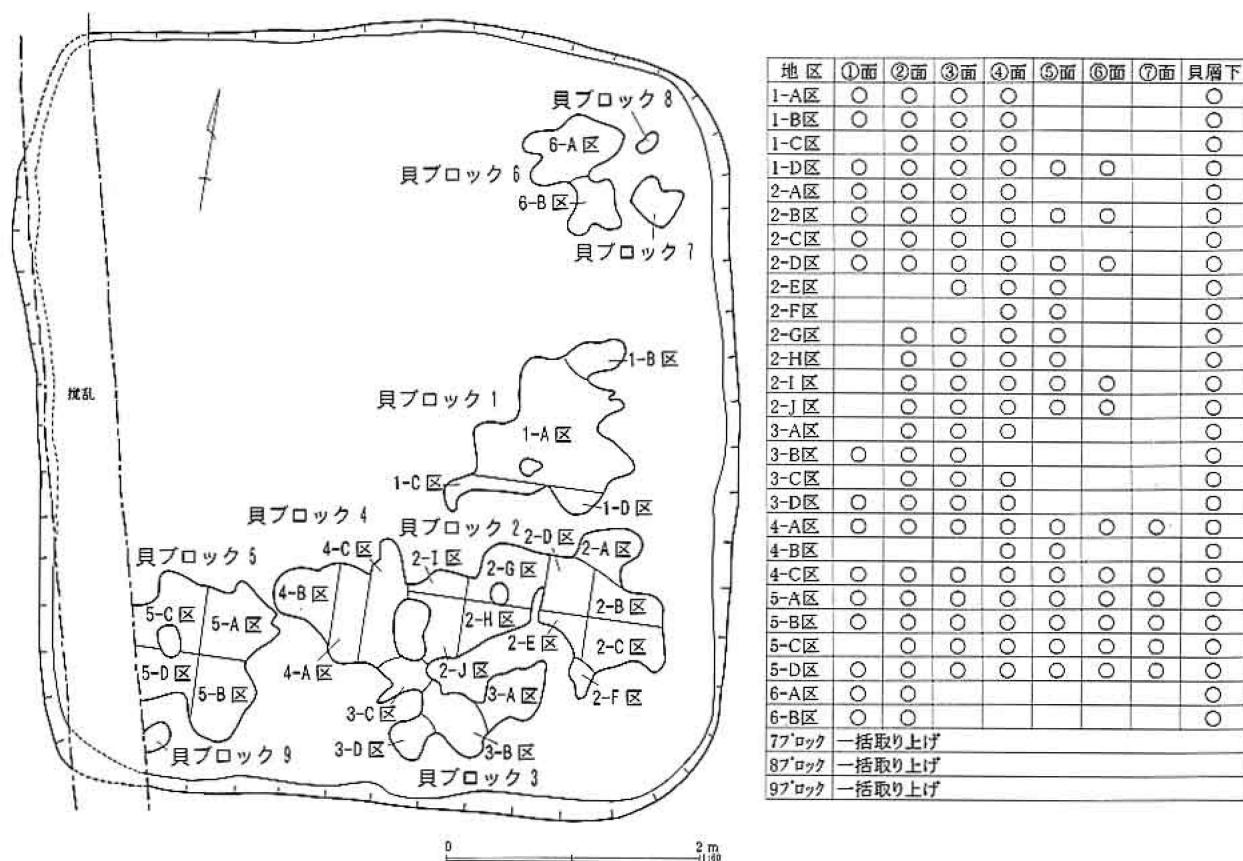 貝ブロック 8
6-A 区
貝ブロック 6
6-B 区
貝ブロック 7
1-B 区
貝ブロック 1
1-A 区
1-C 区
1-D 区
攪乱
貝ブロック 4
貝ブロック 2
2-D 区
2-A 区
4-C 区
2-I 区
2-G 区
貝ブロック 5
4-B 区
2-B 区
5-C 区
5-A 区
2-H 区
2-E 区
2-C 区
5-D 区
4-A 区
2-J 区
5-B 区
3-A 区
2-F 区
3-C 区
3-D 区
3-B 区
貝ブロック 9
貝ブロック 3
0 2 m
1:60
地区 ①面 ②面 ③面 ④面 ⑤面 ⑥面 ⑦面 貝層下
1-A区 ○ ○ ○ ○ ○
1-B区 ○ ○ ○ ○ ○
1-C区 ○ ○ ○ ○
1-D区 ○ ○ ○ ○ ○ ○ ○
2-A区 ○ ○ ○ ○ ○
2-B区 ○ ○ ○ ○ ○ ○ ○
2-C区 ○ ○ ○ ○ ○
2-D区 ○ ○ ○ ○ ○ ○ ○
2-E区 ○ ○ ○ ○
2-F区 ○ ○ ○
2-G区 ○ ○ ○ ○ ○
2-H区 ○ ○ ○ ○ ○
2-I区 ○ ○ ○ ○ ○ ○
2-J区 ○ ○ ○ ○ ○ ○
3-A区 ○ ○ ○ ○
3-B区 ○ ○ ○ ○
3-C区 ○ ○ ○ ○
3-D区 ○ ○ ○ ○ ○
4-A区 ○ ○ ○ ○ ○ ○ ○ ○
4-B区 ○ ○ ○
4-C区 ○ ○ ○ ○ ○ ○ ○ ○
5-A区 ○ ○ ○ ○ ○ ○ ○ ○
5-B区 ○ ○ ○ ○ ○ ○ ○ ○
5-C区 ○ ○ ○ ○ ○ ○ ○
5-D区 ○ ○ ○ ○ ○ ○ ○ ○
6-A区 ○ ○ ○
6-B区 ○ ○ ○
7ブロック 一括取り上げ
8ブロック 一括取り上げ
9ブロック 一括取り上げ